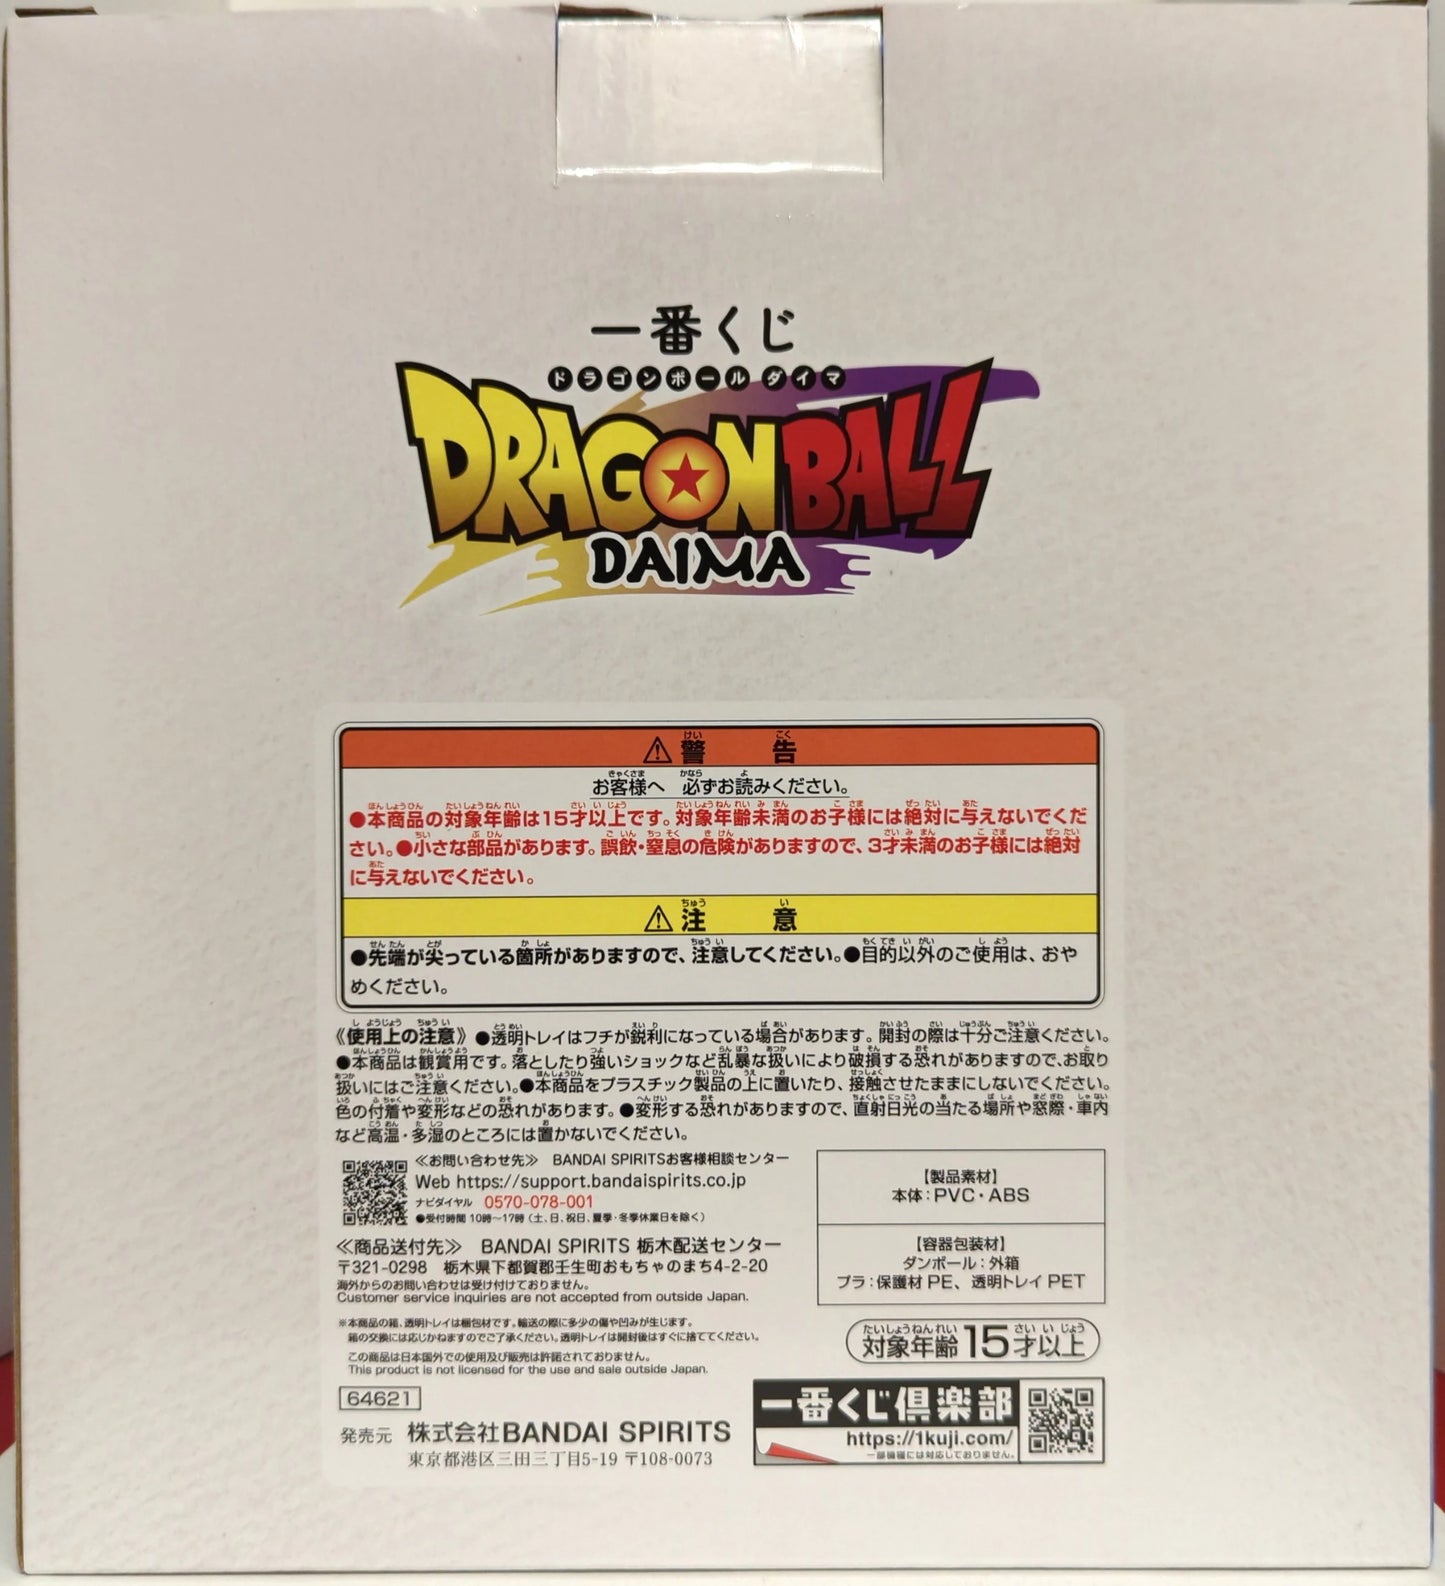 一番くじ
ドラゴンボール ダイマ
DRAGON BALL
DAIMA
⚠警告
お客様へ 必ずお読みください。
●本商品の対象年齢は15才以上です。対象年齢未満のお子様には絶対に与えないでくだ
さい。●小さな部品があります。誤飲・窒息の危険がありますので、3才未満のお子様には絶対
に与えないでください。
⚠注意
●先端が尖っている箇所がありますので、注意してください。●目的以外のご使用は、おや
めください。
《使用上の注意》●透明トレイはフチが鋭利になっている場合があります。開封の際は十分ご注意ください。
●本商品は観賞用です。落としたり強いショックなど乱暴な扱いにより破損する恐れがありますので、お取り
扱いにはご注意ください。●本商品をプラスチック製品の上に置いたり、接触させたままにしないでください。
色の付着や変形などの恐れがあります。●変形する恐れがありますので、直射日光の当たる場所や窓際・車内
など高温・多湿のところには置かないでください。
≪お問い合わせ先≫ BANDAI SPIRITSお客様相談センター
Web https://support.bandaispirits.co.jp
ナビダイヤル 0570-078-001
●受付時間 10時～17時（土、日、祝日、夏季・冬季休業日を除く）
≪商品送付先≫ BANDAI SPIRITS 栃木配送センター
〒321-0298 栃木県下都賀郡壬生町おもちゃのまち4-2-20
海外からのお問い合わせは受け付けておりません。
Customer service inquiries are not accepted from outside Japan.
【製品素材】
本体：PVC・ABS
【容器包装材】
ダンボール：外箱
プラ：保護材 PE、透明トレイ PET
※本商品の箱、透明トレイは梱包材です。輸送の際に多少の傷や凹みが生じます。
箱の交換には応じかねますのでご了承ください。透明トレイは開封後はすぐに捨ててください。
この商品は日本国外での使用及び販売は許諾されておりません。
This product is not licensed for the use and sale outside Japan.
対象年齢15才以上
64621
発売元 株式会社BANDAI SPIRITS
東京都港区三田三丁目5-19 〒108-0073
一番くじ倶楽部
https://1kuji.com/
一部機種には対応しておりません。